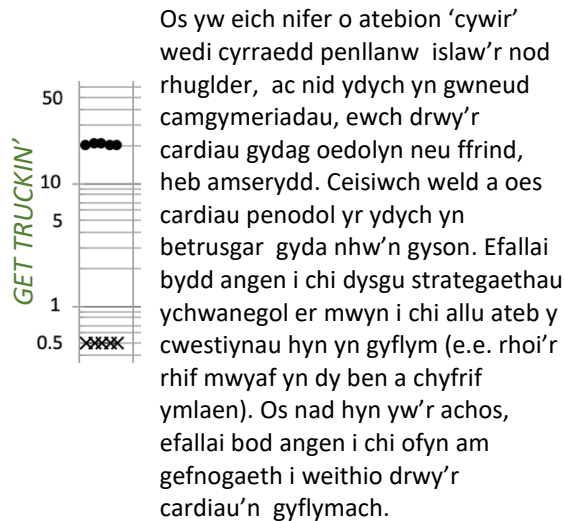 Os yw eich nifer o atebion ‘cywir’
wedi cyrraedd penllanw islaw’r nod
rhuglder, ac nid ydych yn gwneud
camgymeriadau, ewch drwy’r
cardiau gydag oedolyn neu ffrind,
heb amserydd. Ceisiwch weld a oes
cardiau penodol yr ydych yn
betrusgar gyda nhw’n gyson. Efallai
bydd angen i chi dysgu strategaethau
ychwanegol er mwyn i chi allu ateb y
cwestiynau hyn yn gyflym (e.e. rhoi’r
rhif mwyaf yn dy ben a chyfrif
ymlaen). Os nad hyn yw’r achos,
efallai bod angen i chi ofyn am
gefnogaeth i weithio drwy’r
cardiau’n gyflymach.
GET TRUCKIN’
50
10
5
1
0.5